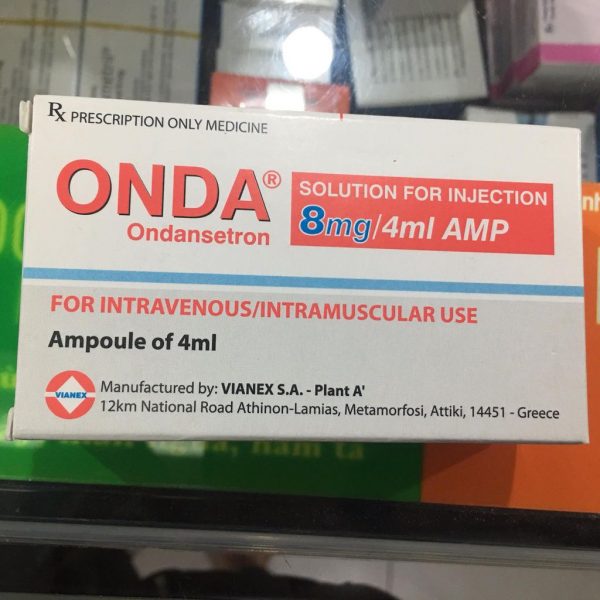 Rx PRESCRIPTION ONLY MEDICINE
ONDA®
Ondansetron
SOLUTION FOR INJECTION
8mg/4ml AMP
FOR INTRAVENOUS/INTRAMUSCULAR USE
Ampoule of 4ml
VIANEX
Manufactured by: VIANEX S.A. - Plant A'
12km National Road Athinon-Lamias, Metamorfosi, Attiki, 14451 - Greece